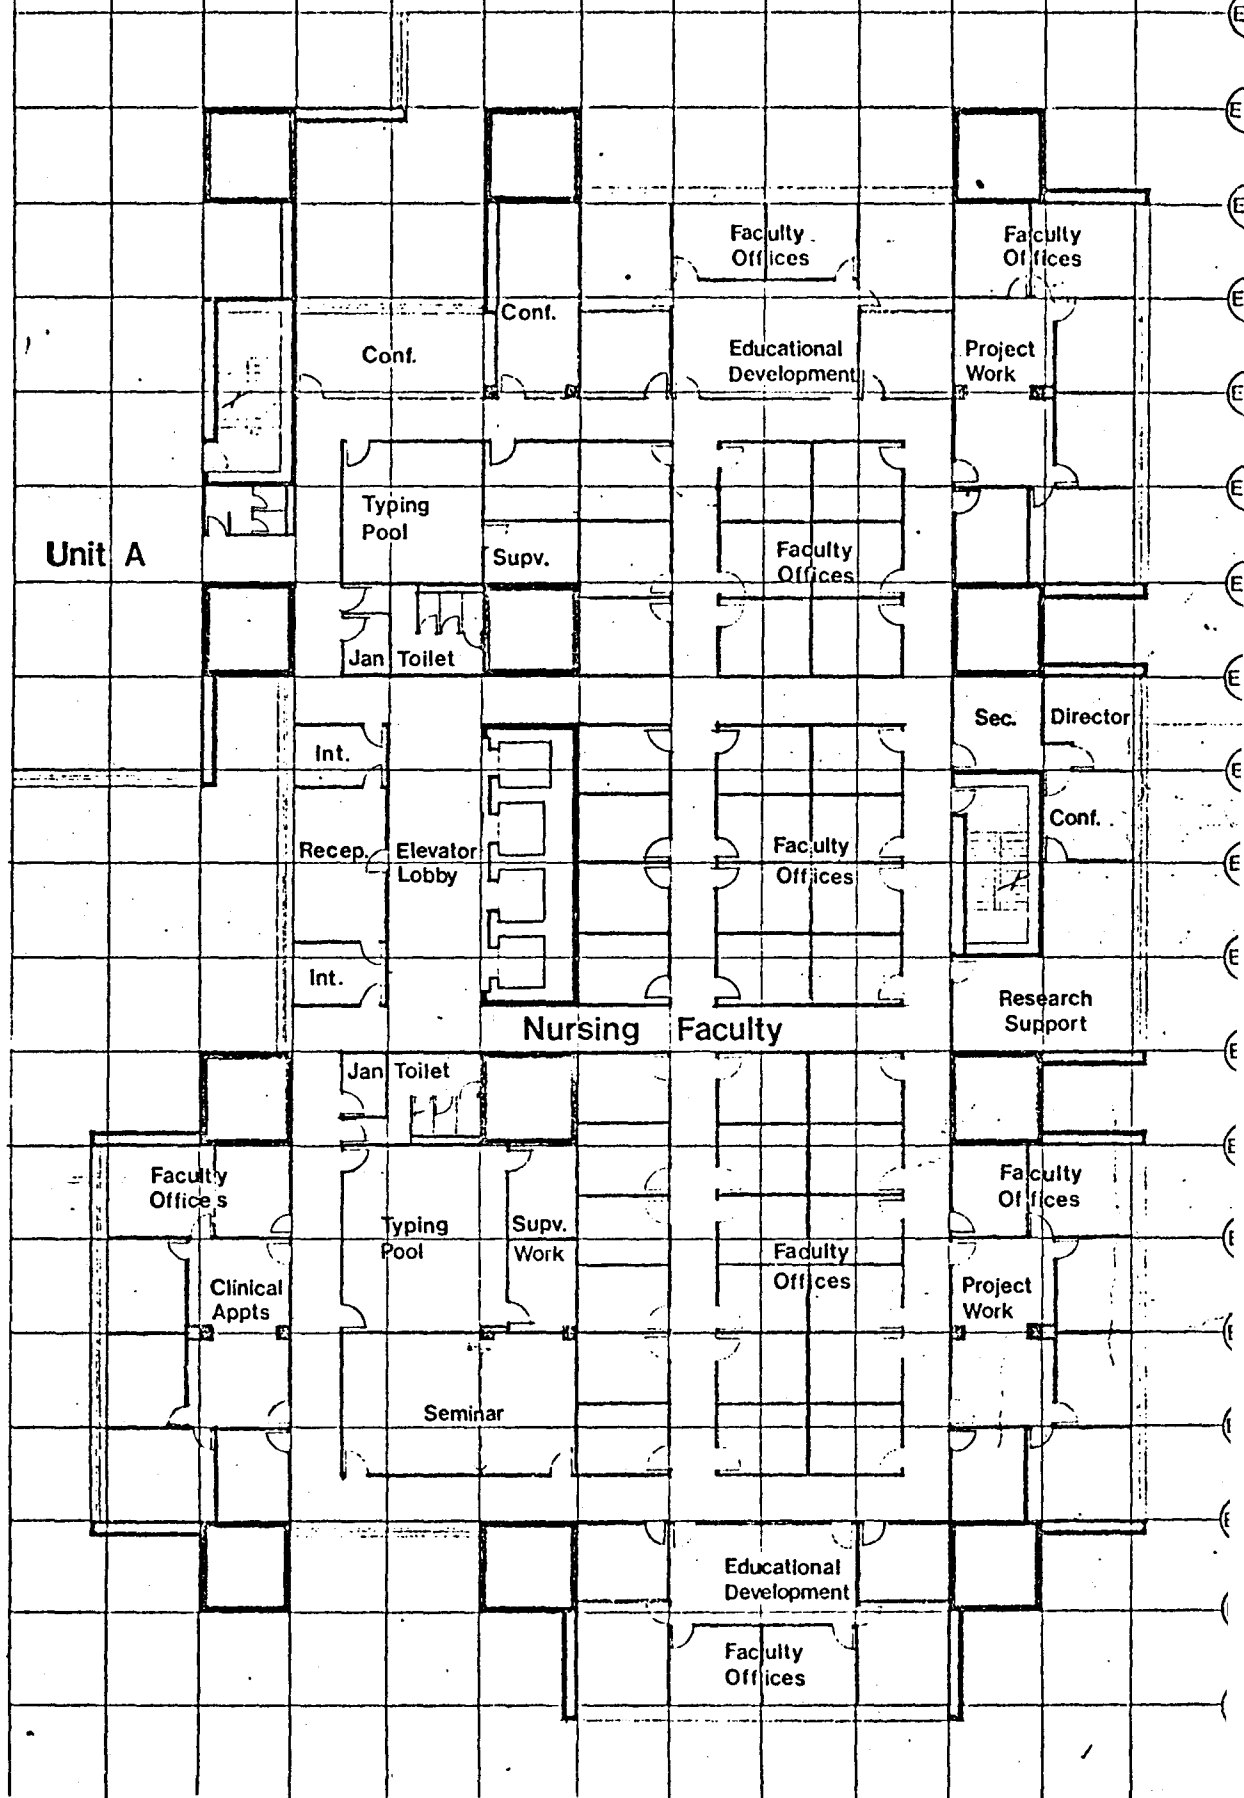 E
E
E
Faculty
Offices
Faculty
Offices
E
Conf.
Conf.
Educational
Development
Project
Work
E
Typing
Pool
E
Unit A
Supv.
Faculty
Offices
E
Jan
Toilet
E
Sec.
Director
Int.
E
Conf.
Recep.
Elevator
Lobby
Faculty
Offices
E
E
Int.
Research
Support
Nursing Faculty
E
Jan
Toilet
E
Faculty
Offices
Faculty
Offices
Typing
Pool
Supv.
Work
Faculty
Offices
E
Clinical
Appts
Project
Work
Seminar
Educational
Development
Faculty
Offices